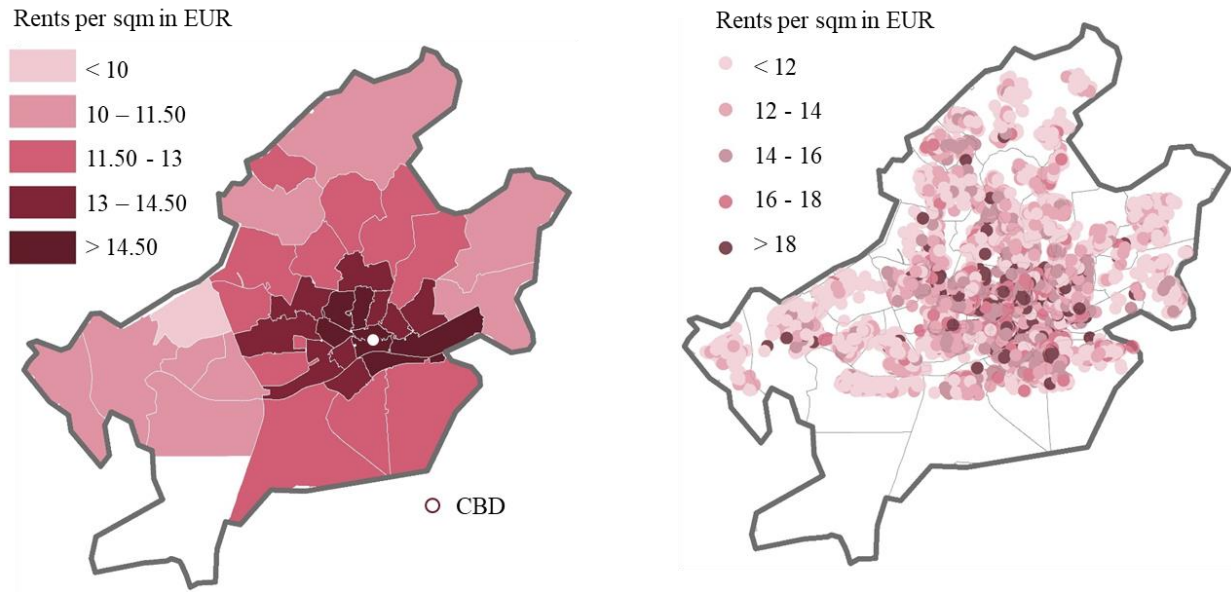 Rents per sqm in EUR
< 10
10 – 11.50
11.50 - 13
13 – 14.50
> 14.50
CBD
Rents per sqm in EUR
< 12
12 - 14
14 - 16
16 - 18
> 18